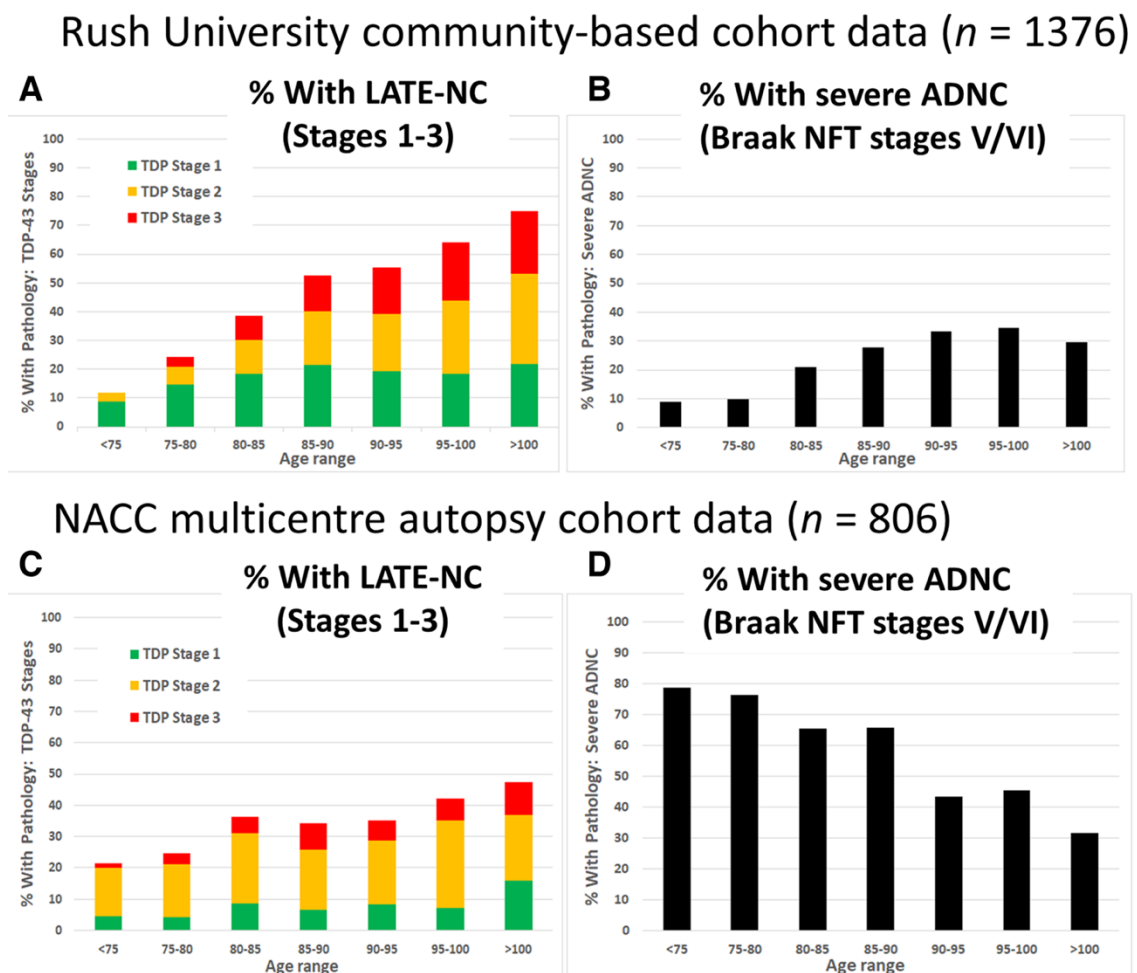 Rush University community-based cohort data (n = 1376)
A
% With LATE-NC
(Stages 1-3)
% With Pathology: TDP-43 Stages
100
90
80
70
60
50
40
30
20
10
0
TDP Stage 1
TDP Stage 2
TDP Stage 3
<75 75-80 80-85 85-90 90-95 95-100 >100
Age range
B
% With severe ADNC
(Braak NFT stages V/VI)
% With Pathology: Severe ADNC
100
90
80
70
60
50
40
30
20
10
0
<75 75-80 80-85 85-90 90-95 95-100 >100
Age range
NACC multicentre autopsy cohort data (n = 806)
C
% With LATE-NC
(Stages 1-3)
% With Pathology: TDP-43 Stages
100
90
80
70
60
50
40
30
20
10
0
TDP Stage 1
TDP Stage 2
TDP Stage 3
<75 75-80 80-85 85-90 90-95 95-100 >100
Age range
D
% With severe ADNC
(Braak NFT stages V/VI)
% With Pathology: Severe ADNC
100
90
80
70
60
50
40
30
20
10
0
<75 75-80 80-85 85-90 90-95 95-100 >100
Age range